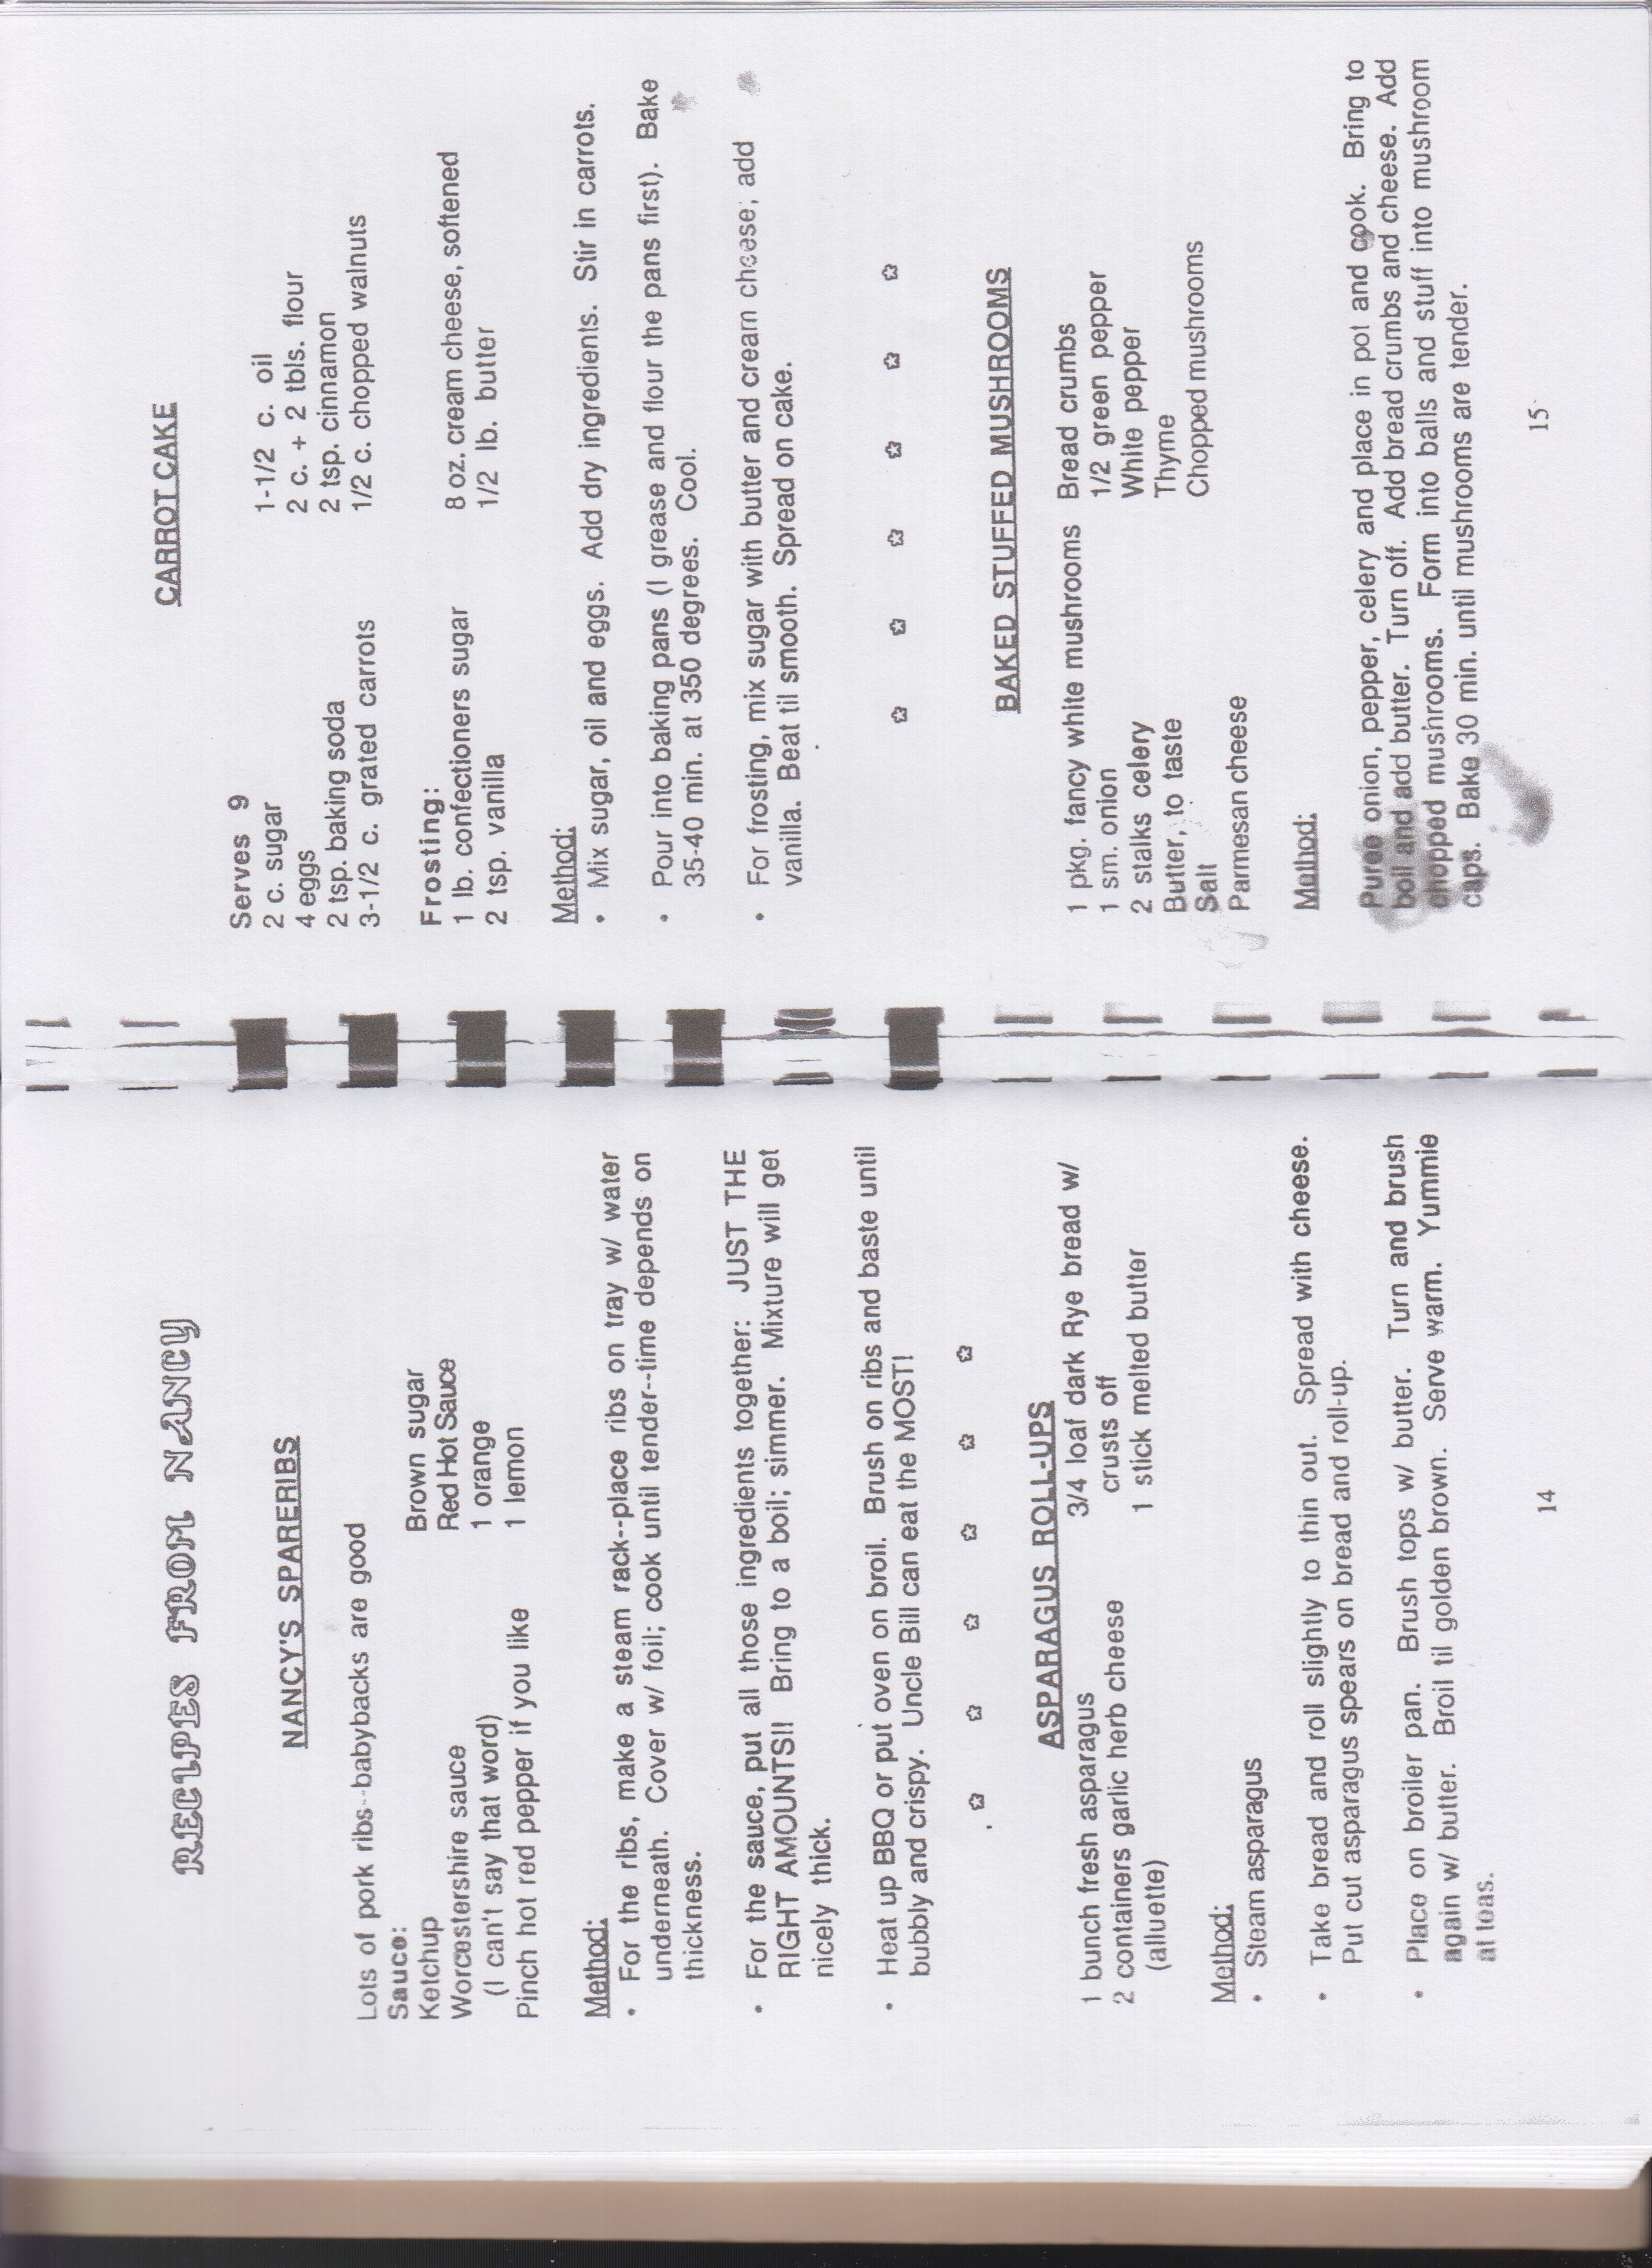 RECIPES FROM NANCY
NANCY'S SPARERIBS
Lots of pork ribs--babybacks are good
Sauce:
Ketchup
Worcestershire sauce
(I can't say that word)
Pinch hot red pepper if you like
Brown sugar
Red Hot Sauce
1 orange
1 lemon
Method:
• For the ribs, make a steam rack--place ribs on tray w/ water
underneath. Cover w/ foil; cook until tender--time depends on
thickness.
• For the sauce, put all those ingredients together: JUST THE
RIGHT AMOUNTS!! Bring to a boil; simmer. Mixture will get
nicely thick.
• Heat up BBQ or put oven on broil. Brush on ribs and baste until
bubbly and crispy. Uncle Bill can eat the MOST!
ASPARAGUS ROLL-UPS
1 bunch fresh asparagus
2 containers garlic herb cheese
(alluette)
3/4 loaf dark Rye bread w/
crusts off
1 stick melted butter
Method:
• Steam asparagus
• Take bread and roll slightly to thin out. Spread with cheese.
Put cut asparagus spears on bread and roll-up.
• Place on broiler pan. Brush tops w/ butter. Turn and brush
again w/ butter. Broil til golden brown. Serve warm. Yummie
at teas.
14
CARROT CAKE
Serves 9
2 c. sugar
4 eggs
2 tsp. baking soda
3-1/2 c. grated carrots
1-1/2 c. oil
2 c. + 2 tbls. flour
2 tsp. cinnamon
1/2 c. chopped walnuts
Frosting:
1 lb. confectioners sugar
2 tsp. vanilla
8 oz. cream cheese, softened
1/2 lb. butter
Method:
• Mix sugar, oil and eggs. Add dry ingredients. Stir in carrots.
• Pour into baking pans (I grease and flour the pans first). Bake
35-40 min. at 350 degrees. Cool.
• For frosting, mix sugar with butter and cream cheese; add
vanilla. Beat til smooth. Spread on cake.
BAKED STUFFED MUSHROOMS
1 pkg. fancy white mushrooms
1 sm. onion
2 stalks celery
Butter, to taste
Salt
Parmesan cheese
Bread crumbs
1/2 green pepper
White pepper
Thyme
Chopped mushrooms
Method:
Puree onion, pepper, celery and place in pot and cook. Bring to
boil and add butter. Turn off. Add bread crumbs and cheese. Add
chopped mushrooms. Form into balls and stuff into mushroom
caps. Bake 30 min. until mushrooms are tender.
15